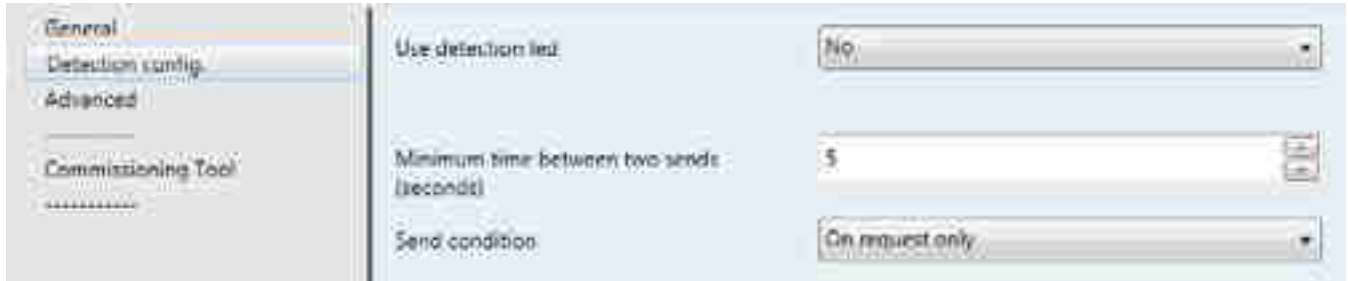 General
Detection config.
Advanced
----------
Commissioning Tool
-----------
Use detection led
No
Minimum time between two sends
(seconds)
5
Send condition
On request only